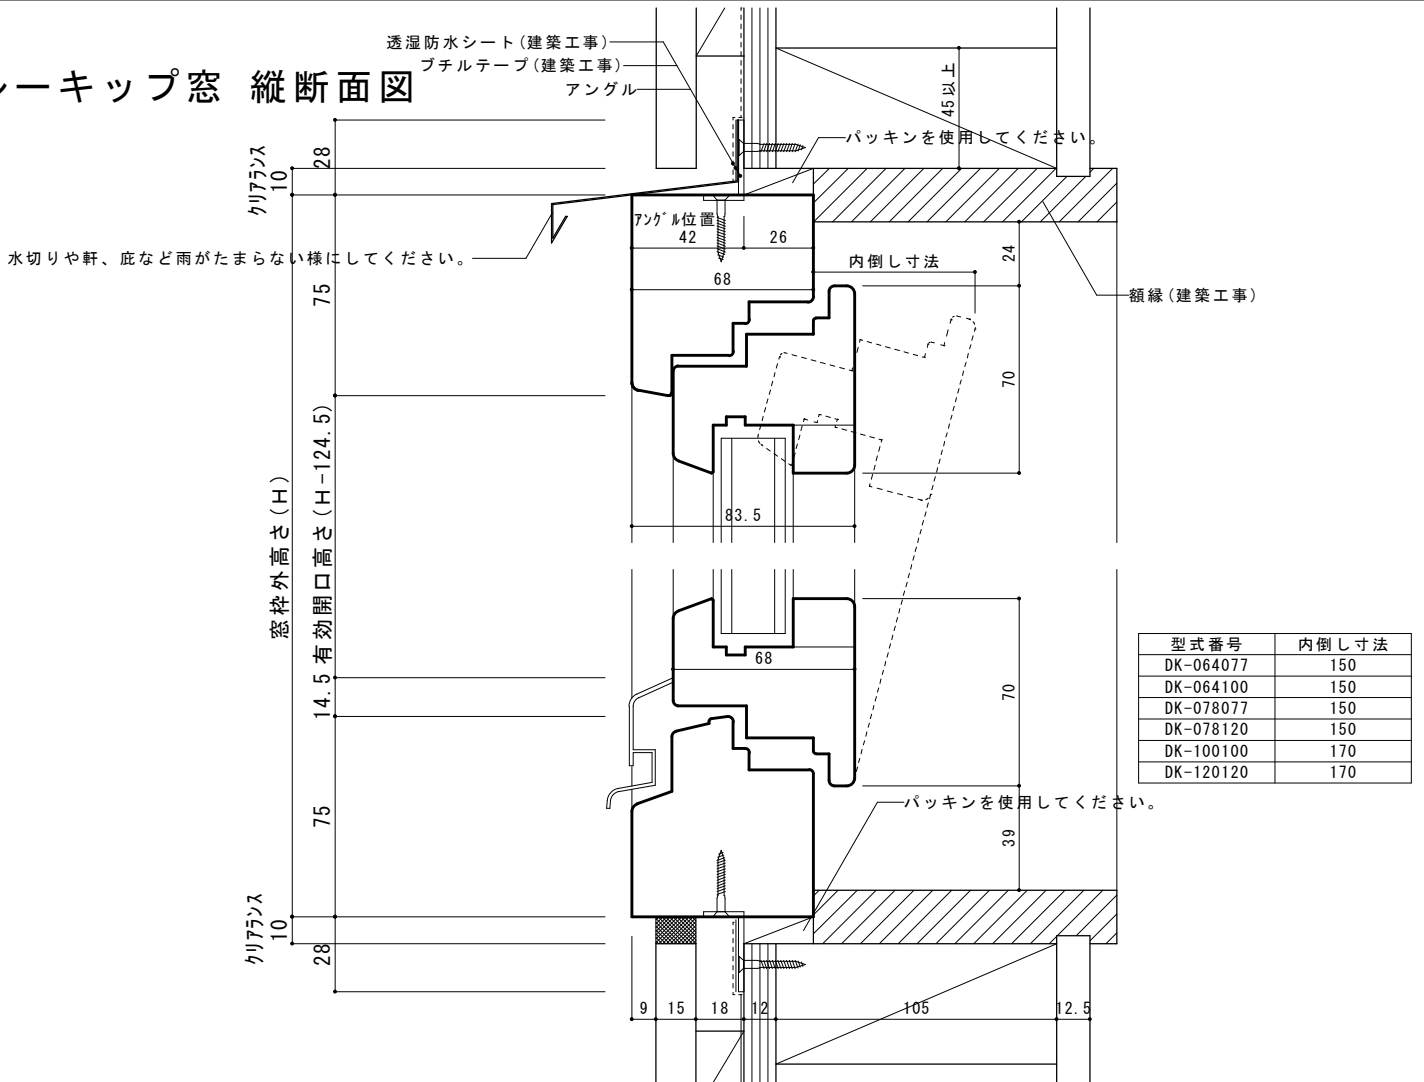 ーキップ窓 縦断面図
透湿防水シート(建築工事)
ブチルテープ(建築工事)
アングル
45以上
パッキンを使用してください。
クリアランス
10
28
アングル位置
42
26
68
水切りや軒、庇など雨がたまらない様にしてください。
内倒し寸法
24
額縁(建築工事)
75
70
有効開口高さ(H-124.5)
窓枠外高さ(H)
83.5
68
14.5
70
75
パッキンを使用してください。
39
クリアランス
10
28
9 15 18 12 105 12.5
型式番号 内倒し寸法
DK-064077 150
DK-064100 150
DK-078077 150
DK-078120 150
DK-100100 170
DK-120120 170